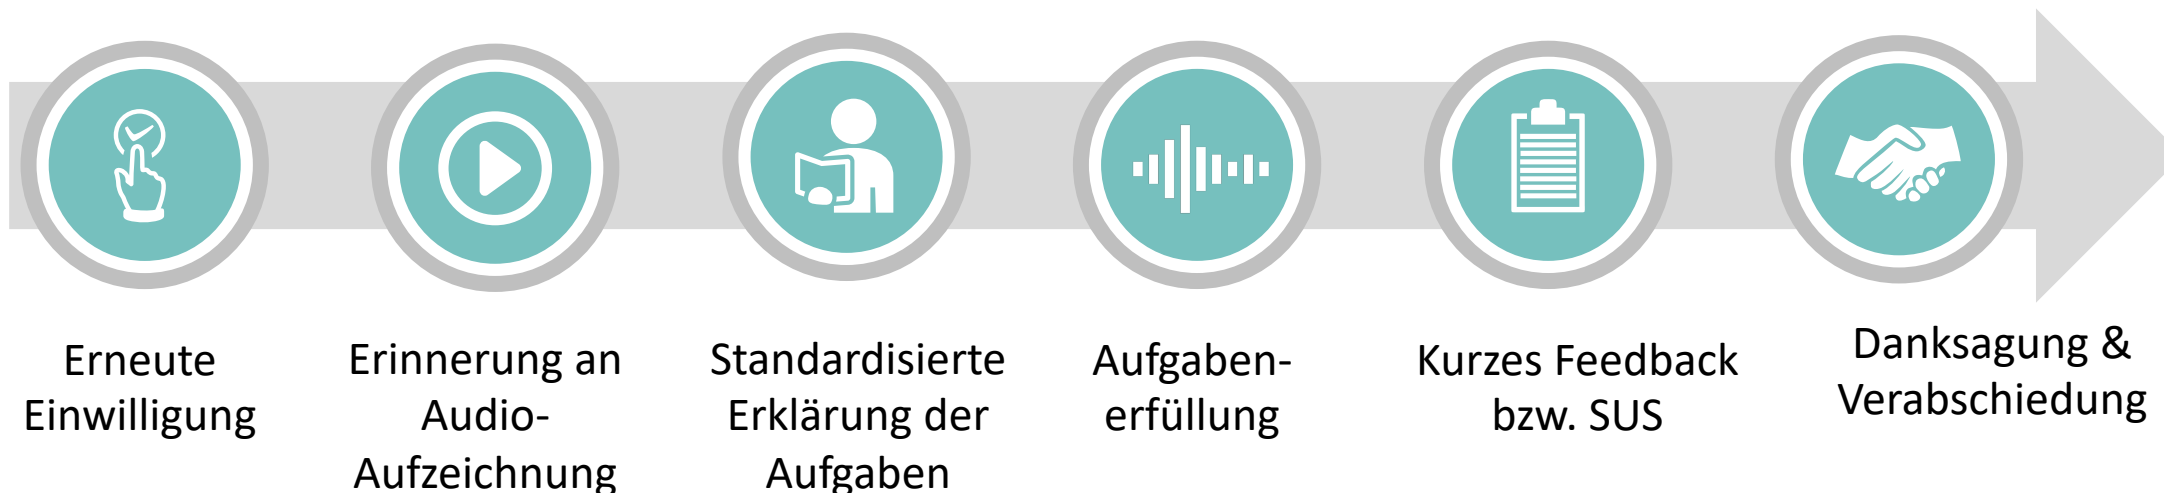 Erneute
Einwilligung
Erinnerung an
Audio-
Aufzeichnung
Standardisierte
Erklärung der
Aufgaben
Aufgaben-
erfüllung
Kurzes Feedback
bzw. SUS
Danksagung &
Verabschiedung